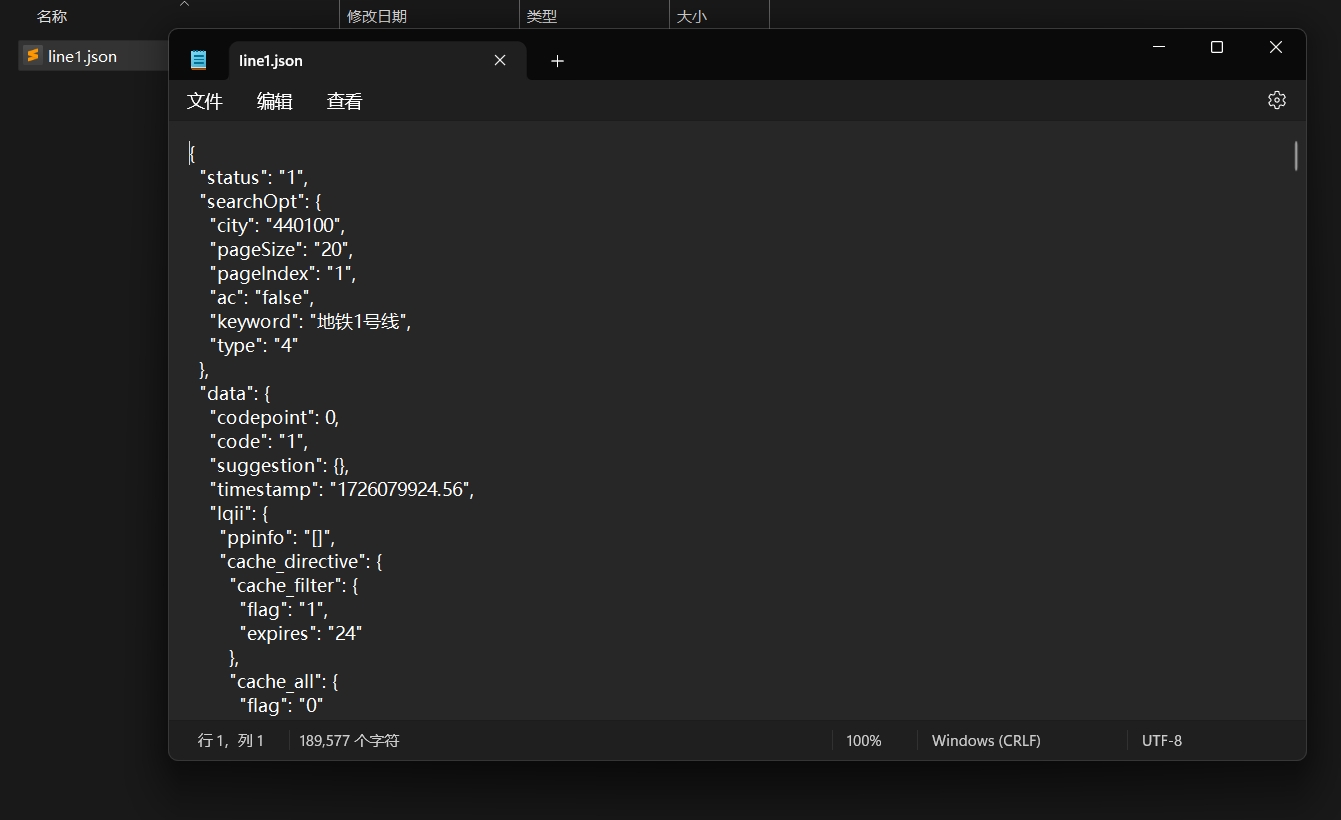 名称 修改日期 类型 大小
line1.json
line1.json
文件 编辑 查看
{
"status": "1",
"searchOpt": {
"city": "440100",
"pageSize": "20",
"pageIndex": "1",
"ac": "false",
"keyword": "地铁1号线",
"type": "4"
},
"data": {
"codepoint": 0,
"code": "1",
"suggestion": {},
"timestamp": "1726079924.56",
"lqii": {
"ppinfo": "[]",
"cache_directive": {
"cache_filter": {
"flag": "1",
"expires": "24"
},
"cache_all": {
"flag": "0"
行 1，列 1 189,577 个字符 100% Windows (CRLF) UTF-8